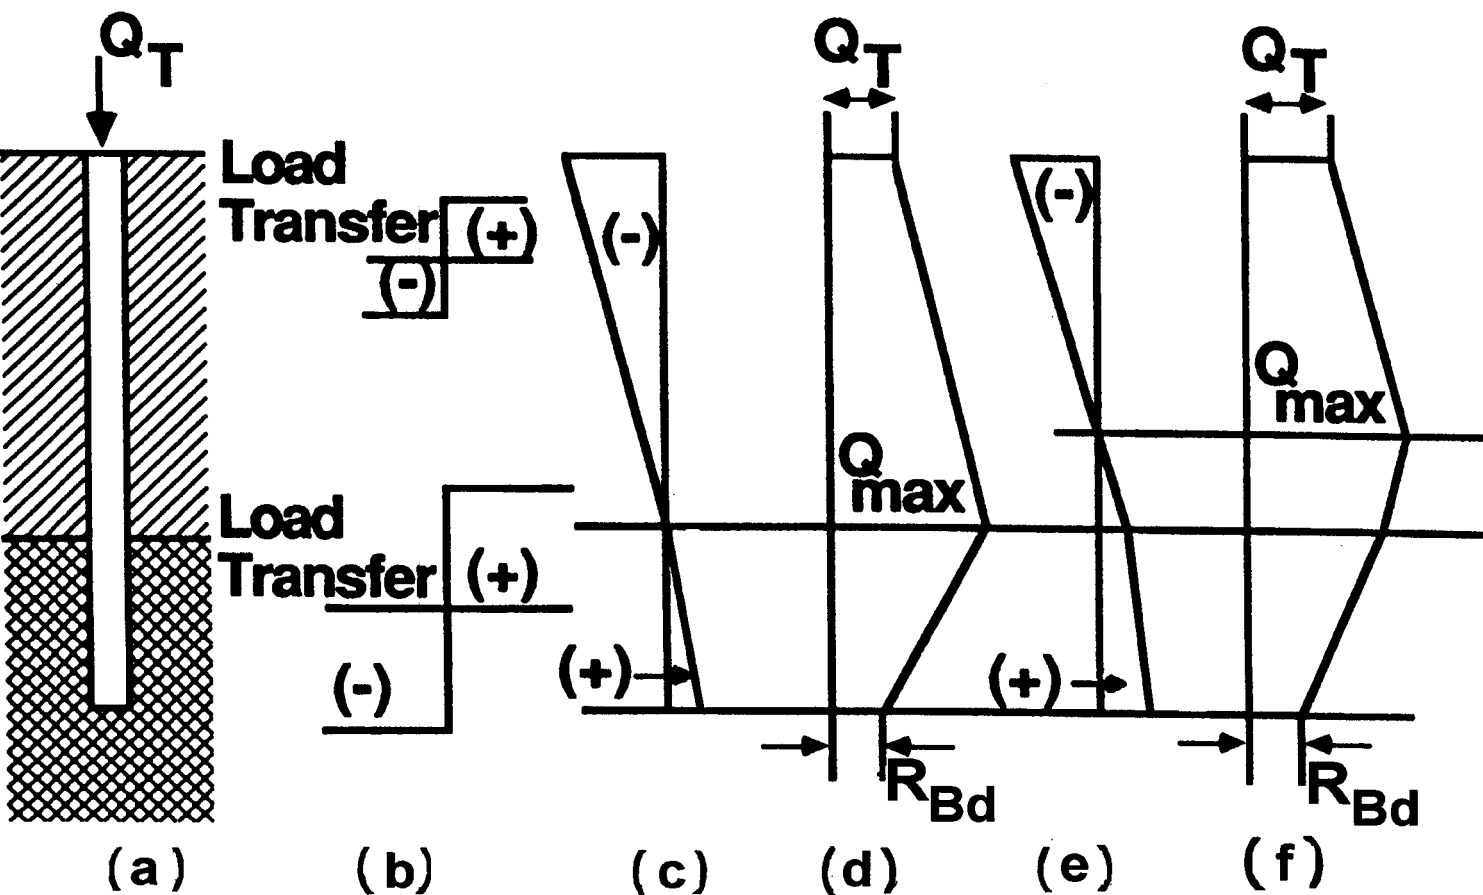 Q_T
Q_T
Q_T
Load
Transfer
(+)
(-)
(-)
(-)
Q_max
Q_max
Load
Transfer
(+)
(-)
(+)
(+)
R_Bd
R_Bd
(a)
(b)
(c)
(d)
(e)
(f)